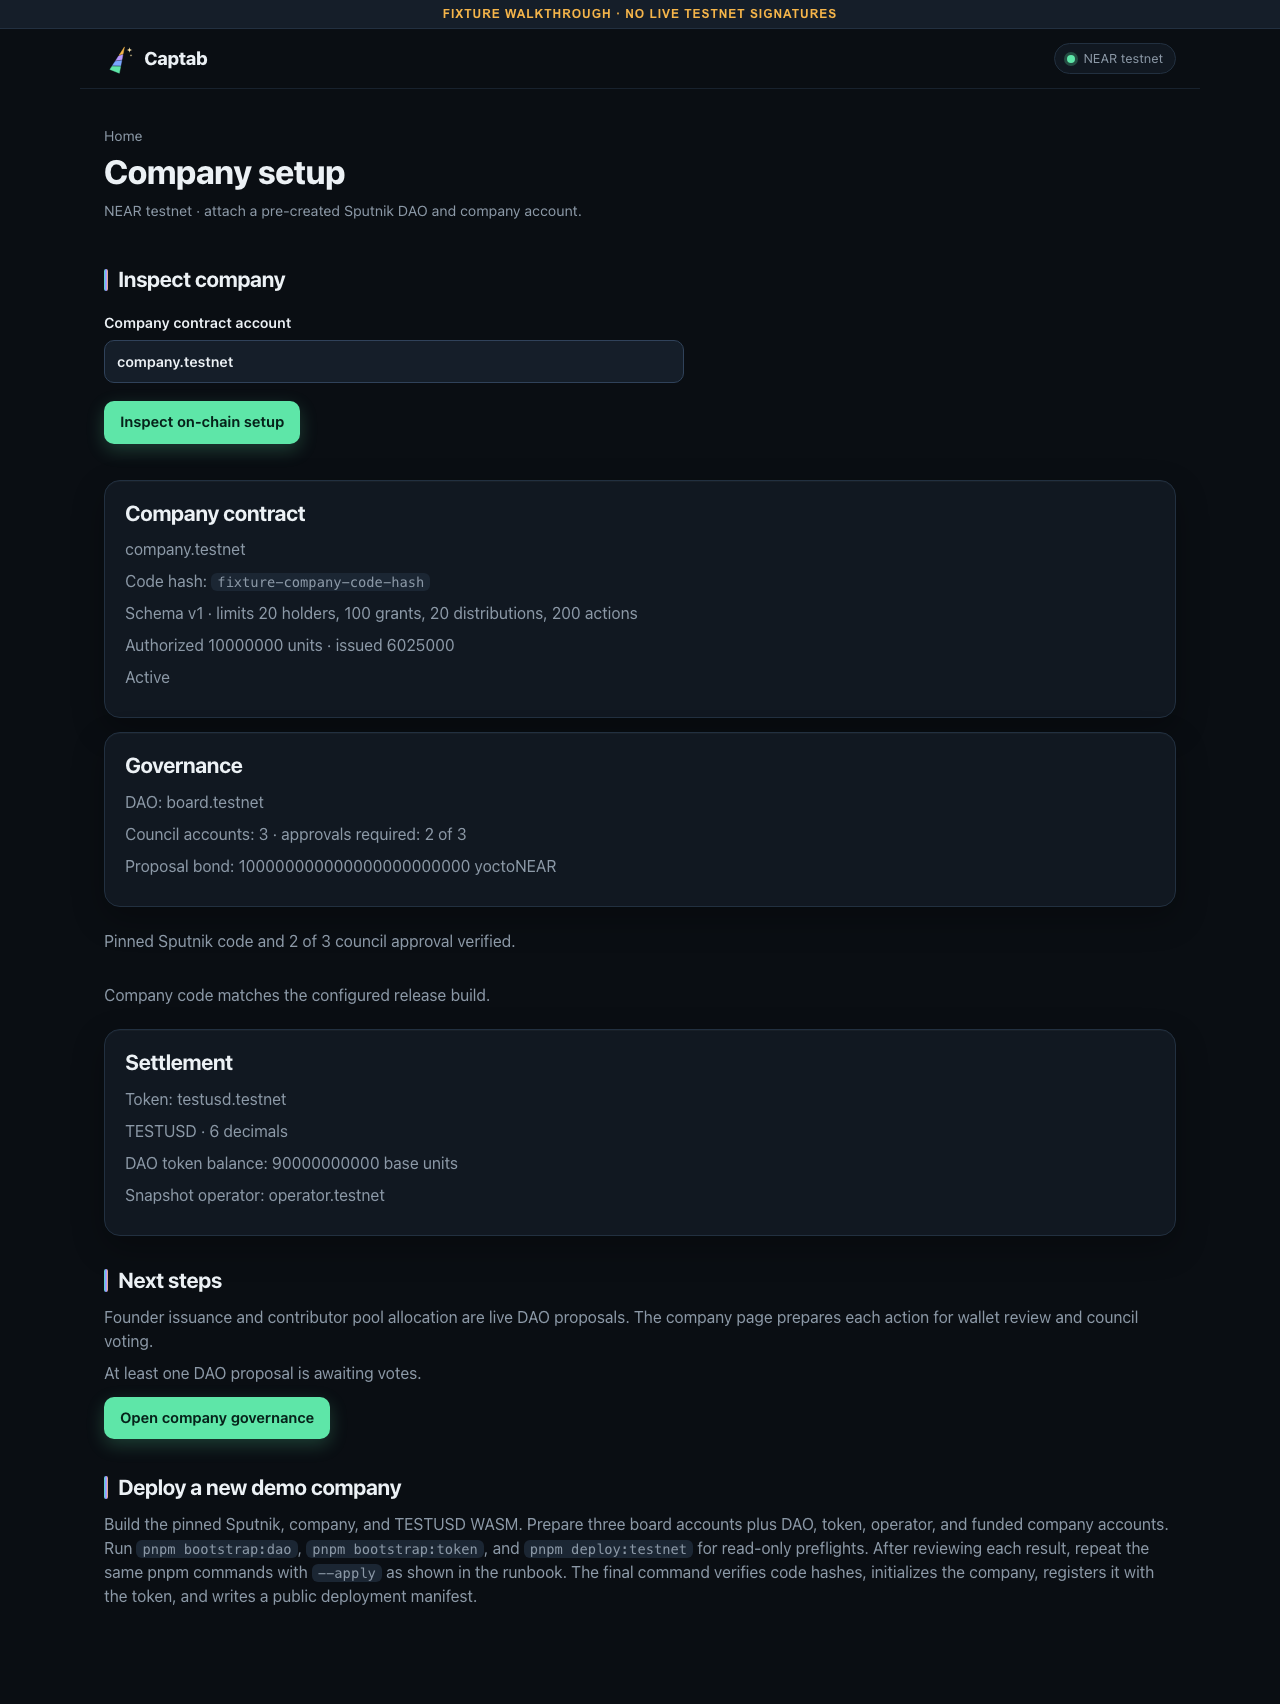 FIXTURE WALKTHROUGH · NO LIVE TESTNET SIGNATURES
Captab
NEAR testnet
Home
Company setup
NEAR testnet · attach a pre-created Sputnik DAO and company account.
Inspect company
Company contract account
company.testnet
Inspect on-chain setup
Company contract
company.testnet
Code hash: fixture-company-code-hash
Schema v1 · limits 20 holders, 100 grants, 20 distributions, 200 actions
Authorized 10000000 units · issued 6025000
Active
Governance
DAO: board.testnet
Council accounts: 3 · approvals required: 2 of 3
Proposal bond: 100000000000000000000000 yoctoNEAR
Pinned Sputnik code and 2 of 3 council approval verified.
Company code matches the configured release build.
Settlement
Token: testusd.testnet
TESTUSD · 6 decimals
DAO token balance: 90000000000 base units
Snapshot operator: operator.testnet
Next steps
Founder issuance and contributor pool allocation are live DAO proposals. The company page prepares each action for wallet review and council
voting.
At least one DAO proposal is awaiting votes.
Open company governance
Deploy a new demo company
Build the pinned Sputnik, company, and TESTUSD WASM. Prepare three board accounts plus DAO, token, operator, and funded company accounts.
Run pnpm bootstrap:dao, pnpm bootstrap:token, and pnpm deploy:testnet for read-only preflights. After reviewing each result, repeat the
same pnpm commands with --apply as shown in the runbook. The final command verifies code hashes, initializes the company, registers it with
the token, and writes a public deployment manifest.